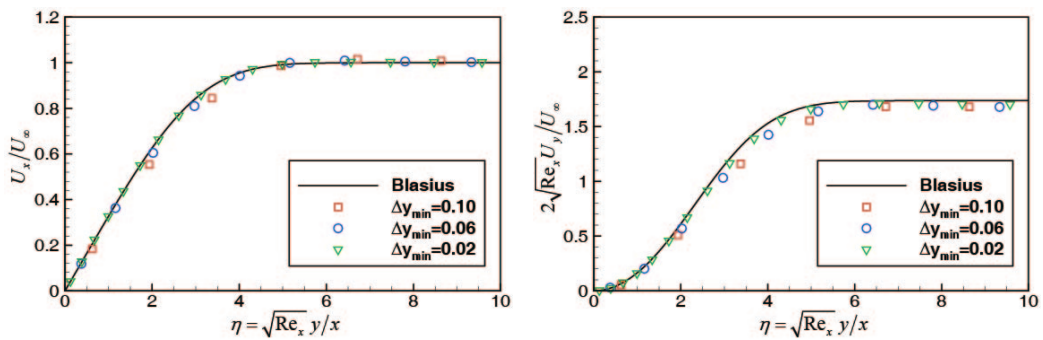 1.2
1
0.8
0.6
0.4
0.2
0
U_x/U_∞
Blasius
Δy_min=0.10
Δy_min=0.06
Δy_min=0.02
0 2 4 6 8 10
η = √Re_x y/x
2.5
2
1.5
1
0.5
0
2√Re_x U_y/U_∞
Blasius
Δy_min=0.10
Δy_min=0.06
Δy_min=0.02
0 2 4 6 8 10
η = √Re_x y/x